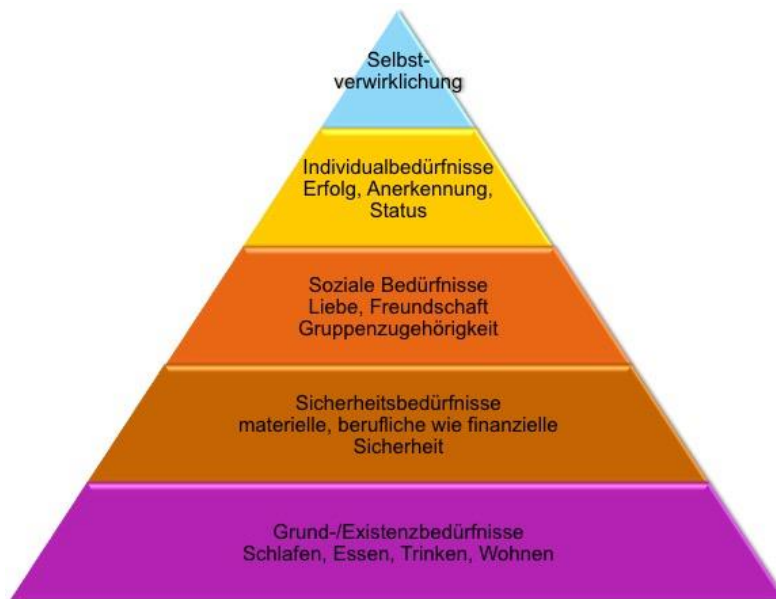 Selbst-
verwirklichung
Individualbedürfnisse
Erfolg, Anerkennung,
Status
Soziale Bedürfnisse
Liebe, Freundschaft
Gruppenzugehörigkeit
Sicherheitsbedürfnisse
materielle, berufliche wie finanzielle
Sicherheit
Grund-/Existenzbedürfnisse
Schlafen, Essen, Trinken, Wohnen